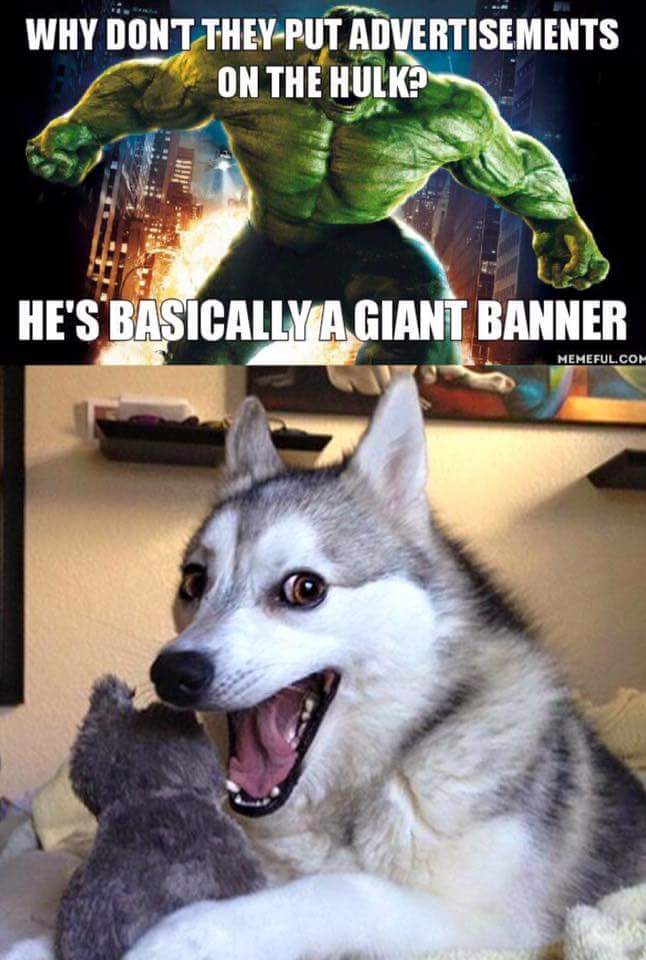 WHY DON'T THEY PUT ADVERTISEMENTS
ON THE HULK?
HE'S BASICALLY A GIANT BANNER
MEMEFUL.COM